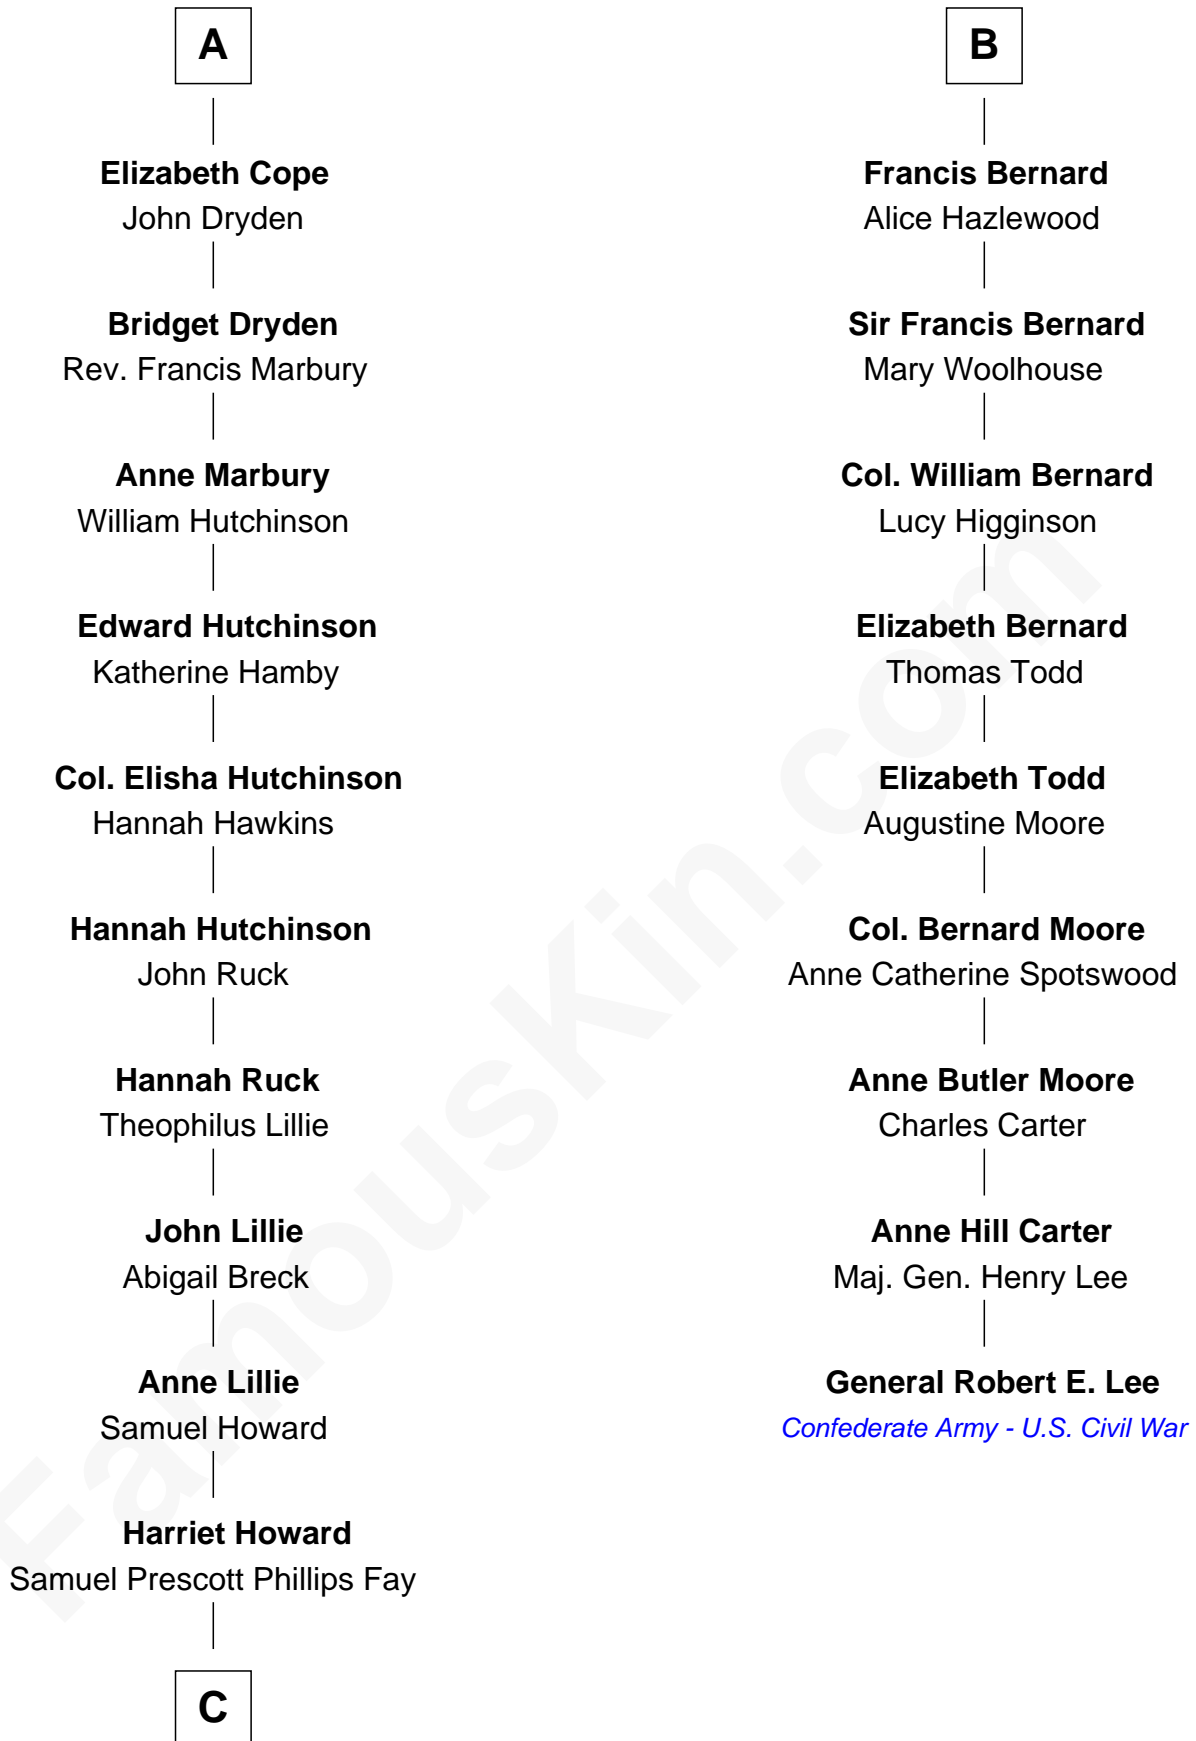 A
Elizabeth Cope
John Dryden
Bridget Dryden
Rev. Francis Marbury
Anne Marbury
William Hutchinson
Edward Hutchinson
Katherine Hamby
Col. Elisha Hutchinson
Hannah Hawkins
Hannah Hutchinson
John Ruck
Hannah Ruck
Theophilus Lillie
John Lillie
Abigail Breck
Anne Lillie
Samuel Howard
Harriet Howard
Samuel Prescott Phillips Fay
C
B
Francis Bernard
Alice Hazlewood
Sir Francis Bernard
Mary Woolhouse
Col. William Bernard
Lucy Higginson
Elizabeth Bernard
Thomas Todd
Elizabeth Todd
Augustine Moore
Col. Bernard Moore
Anne Catherine Spotswood
Anne Butler Moore
Charles Carter
Anne Hill Carter
Maj. Gen. Henry Lee
General Robert E. Lee
Confederate Army - U.S. Civil War
FamousKin.com